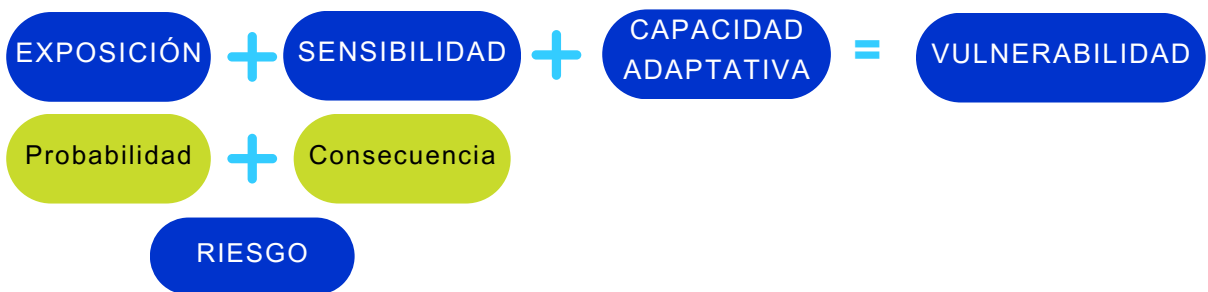 EXPOSICIÓN + SENSIBILIDAD + CAPACIDAD ADAPTATIVA = VULNERABILIDAD
Probabilidad + Consecuencia
RIESGO